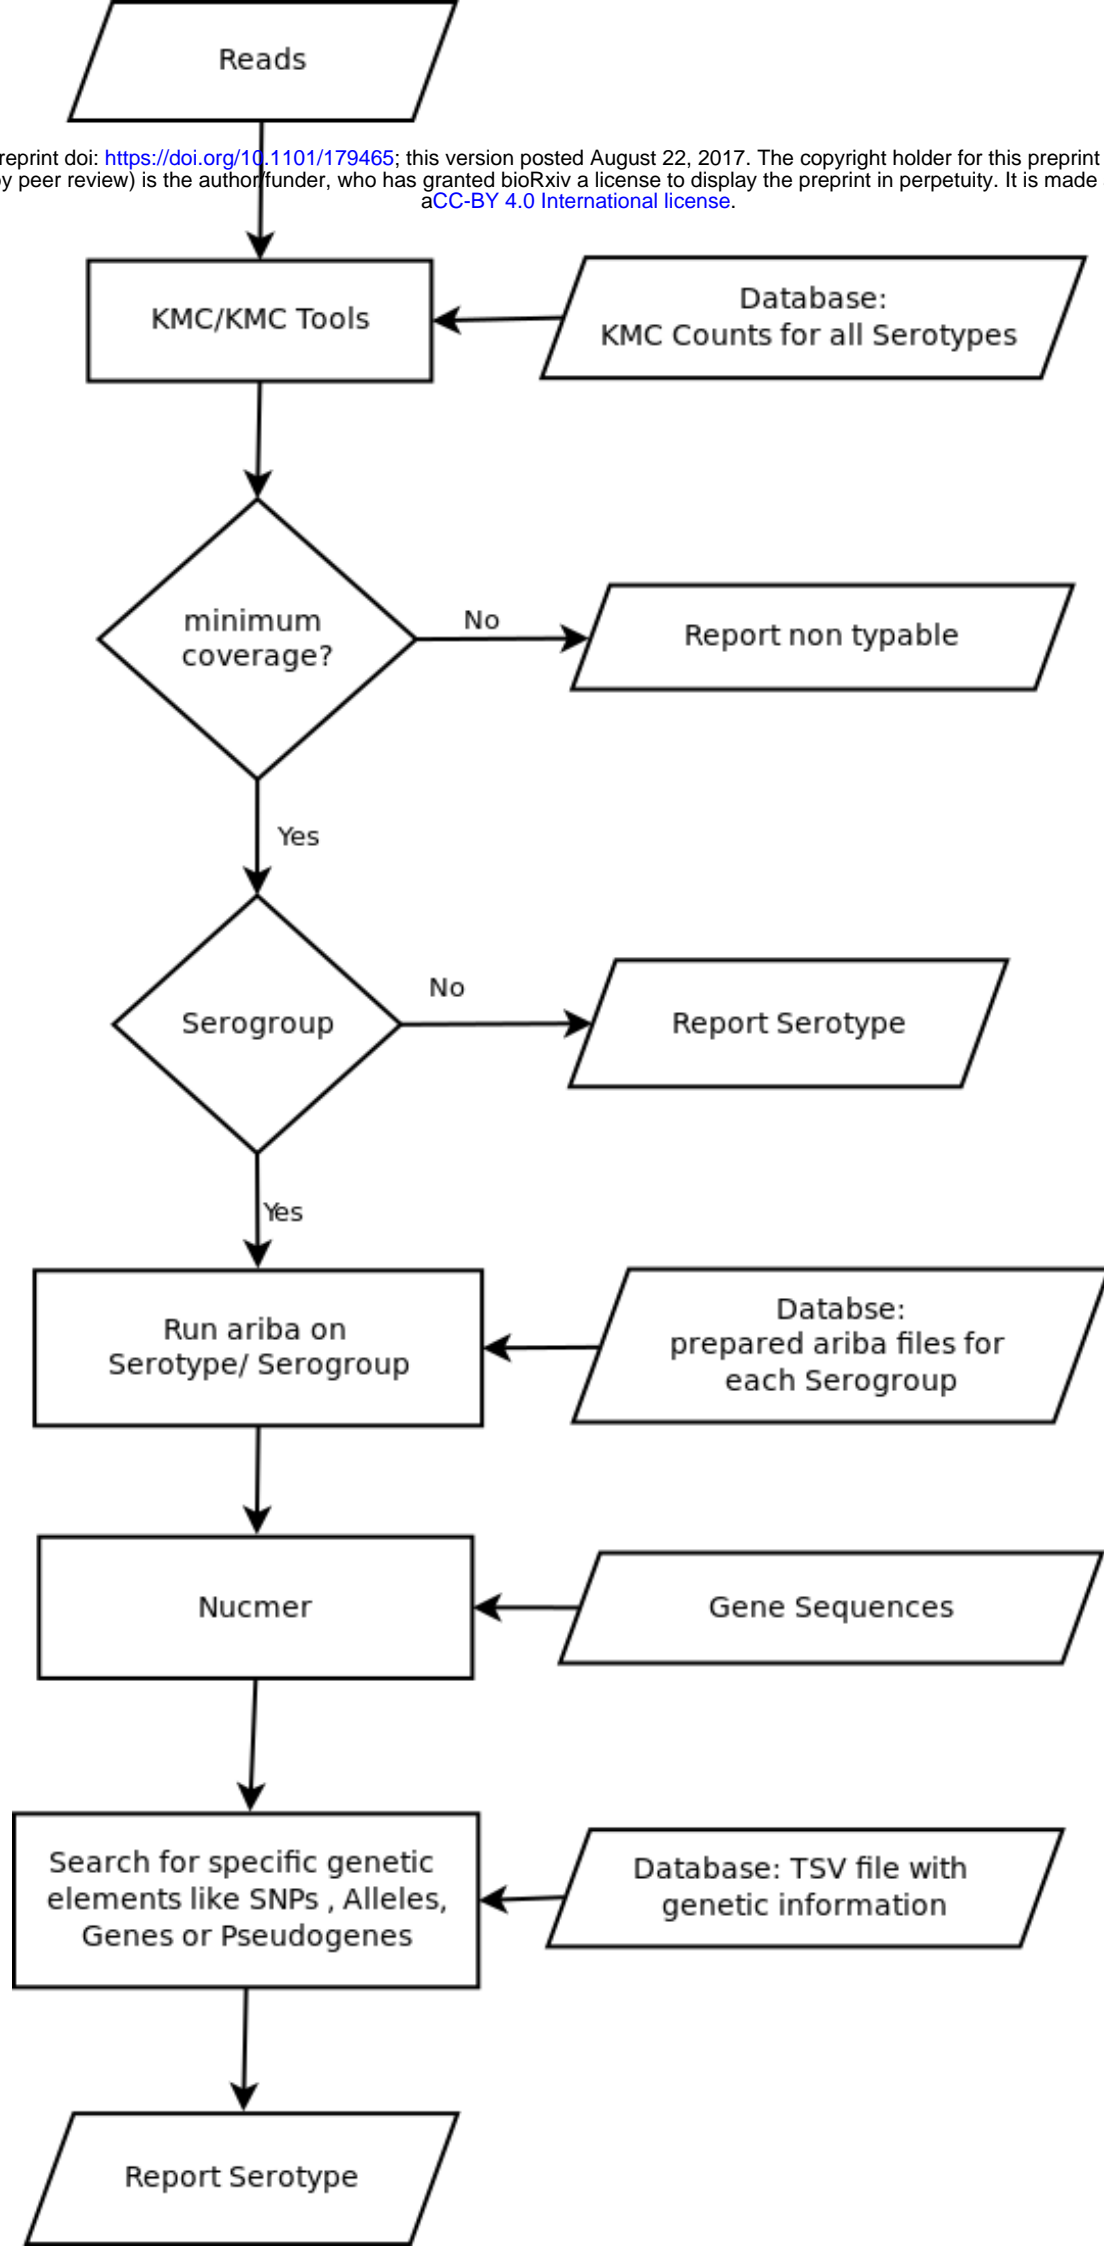 Reads
reprint doi: https://doi.org/10.1101/179465; this version posted August 22, 2017. The copyright holder for this preprint
by peer review) is the author/funder, who has granted bioRxiv a license to display the preprint in perpetuity. It is made
aCC-BY 4.0 International license.
KMC/KMC Tools
Database:
KMC Counts for all Serotypes
minimum
coverage?
No
Report non typable
Yes
Serogroup
No
Report Serotype
Yes
Run ariba on
Serotype/ Serogroup
Databse:
prepared ariba files for
each Serogroup
Nucmer
Gene Sequences
Search for specific genetic
elements like SNPs , Alleles,
Genes or Pseudogenes
Database: TSV file with
genetic information
Report Serotype